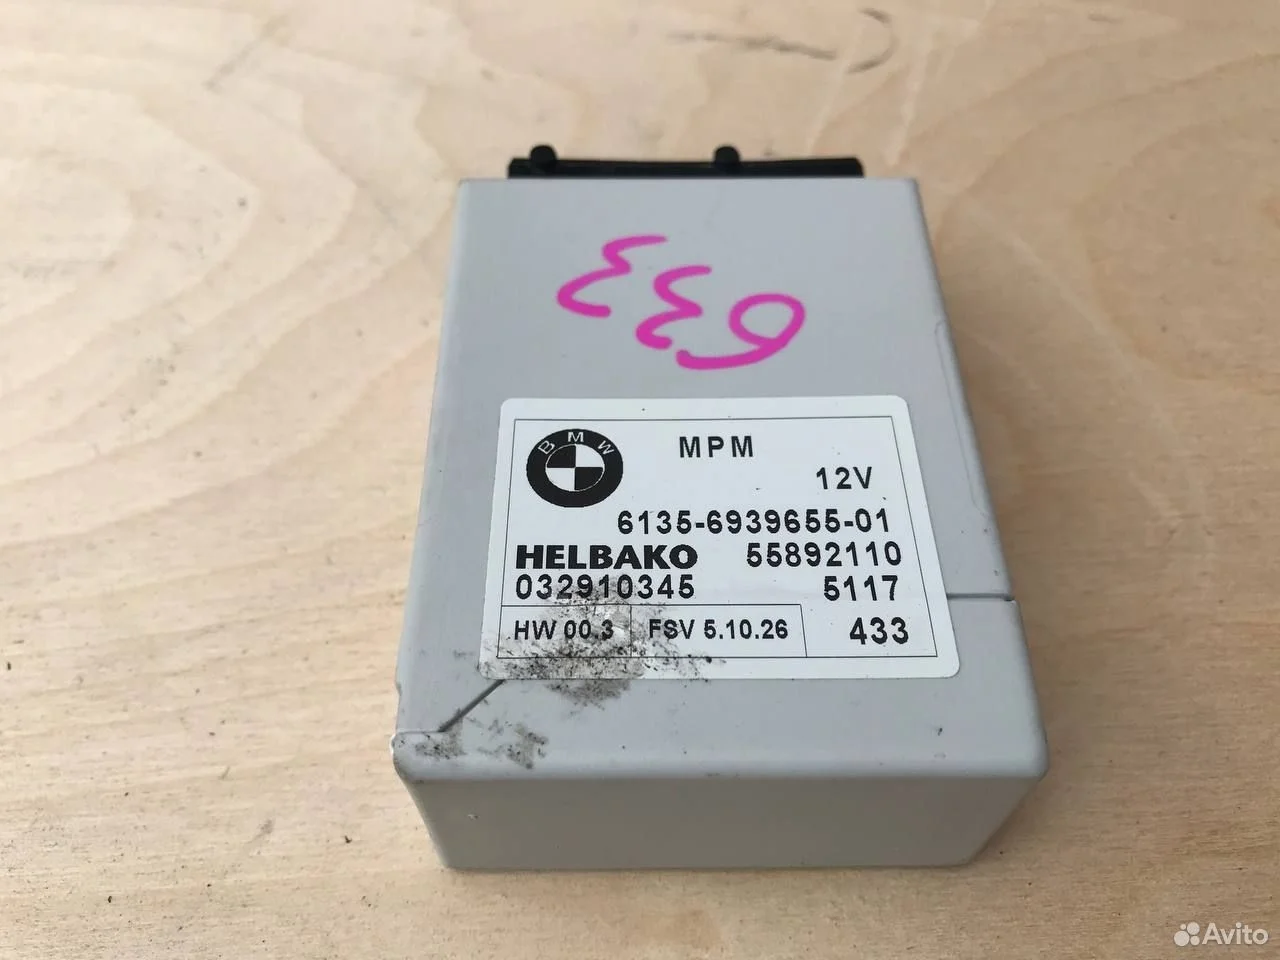 633
BMW
MPM
12V
6135-6939655-01
HELBAKO 55892110
032910345 5117
HW 00.3 FSV 5.10.26 433
Avito